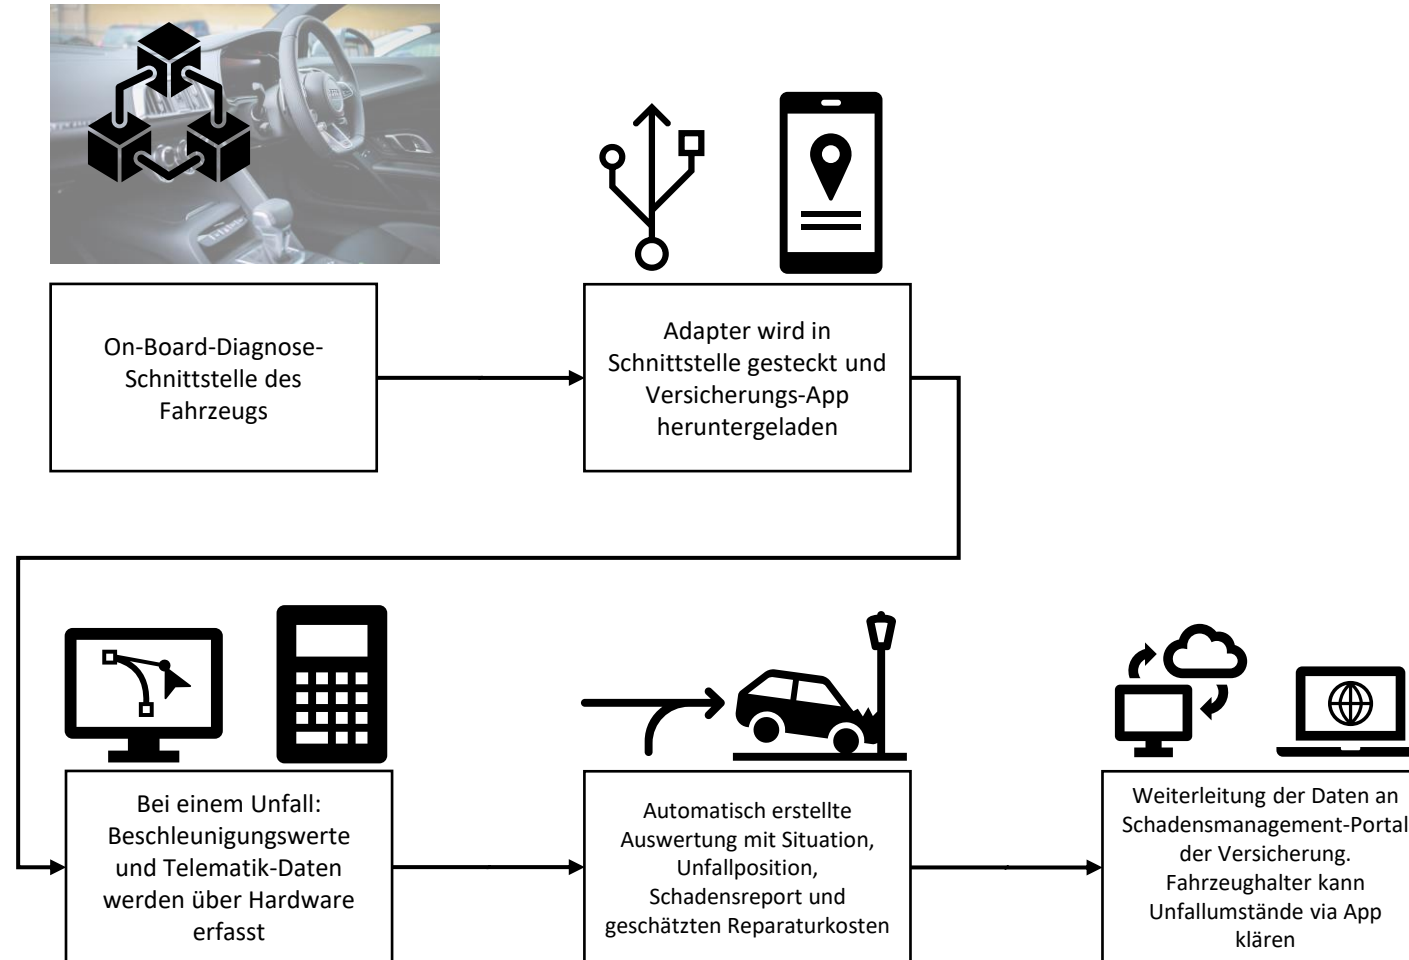 On-Board-Diagnose-
Schnittstelle des
Fahrzeugs
Adapter wird in
Schnittstelle gesteckt und
Versicherungs-App
heruntergeladen
Bei einem Unfall:
Beschleunigungswerte
und Telematik-Daten
werden über Hardware
erfasst
Automatisch erstellte
Auswertung mit Situation,
Unfallposition,
Schadensreport und
geschätzten Reparaturkosten
Weiterleitung der Daten an
Schadensmanagement-Portal
der Versicherung.
Fahrzeughalter kann
Unfallumstände via App
klären